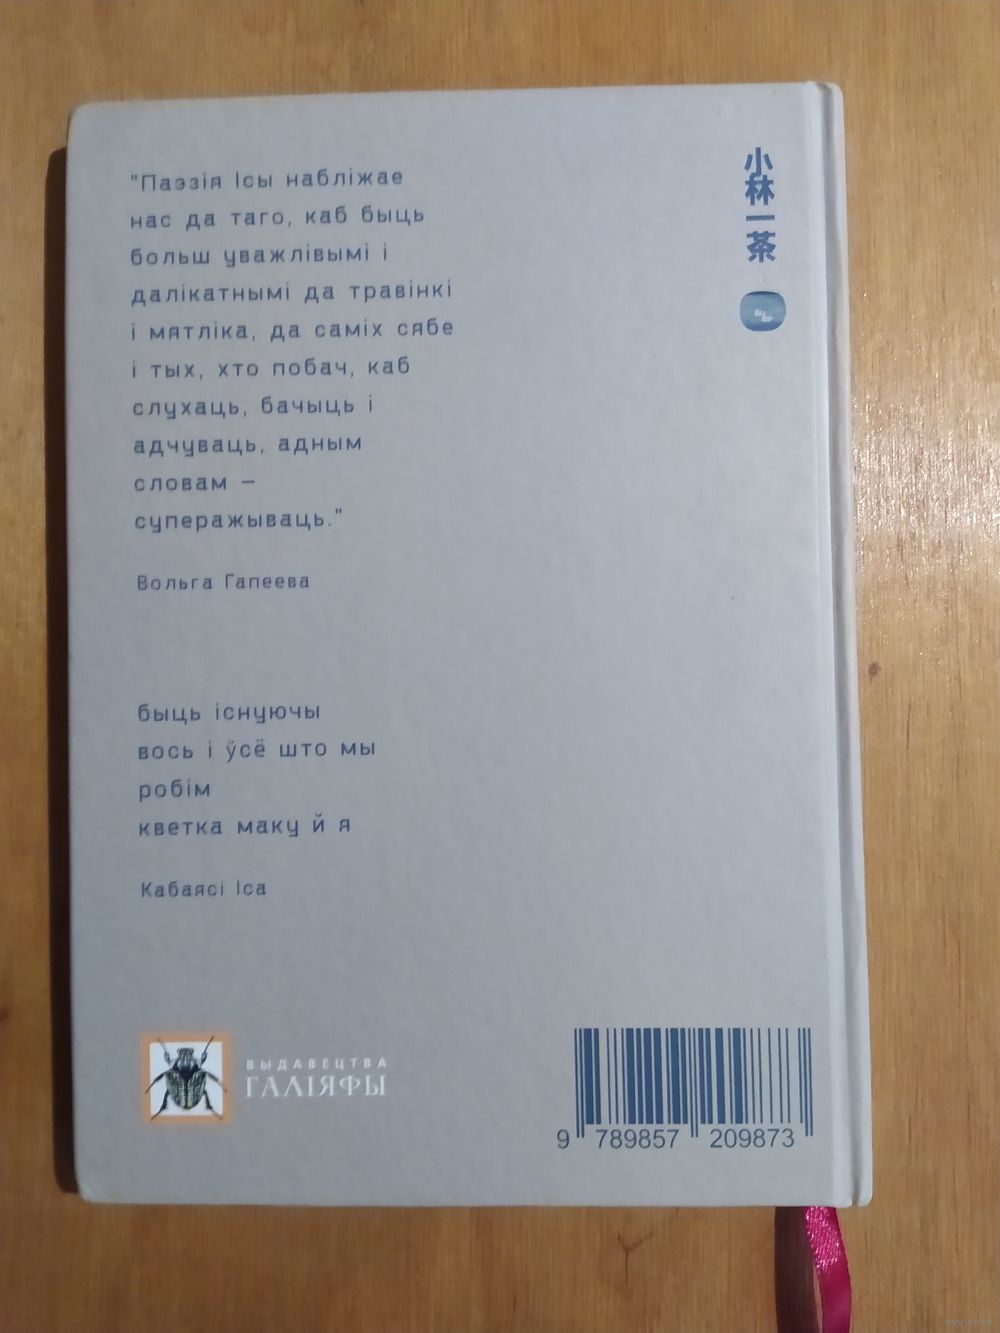 "Паэзія Ісы набліжае
нас да таго, каб быць
больш уважлівымі і
далікатнымі да травінкі
і мятліка, да саміх сябе
і тых, хто побач, каб
слухаць, бачыць і
адчуваць, адным
словам –
суперажываць."
Вольга Гапеева
быць існуючы
вось і ўсё што мы
робім
кветка маку й я
Кабаясі Іса
小林一茶
ВЫДАВЕЦТВА
ГАЛІЯФЫ
9 789857 209873